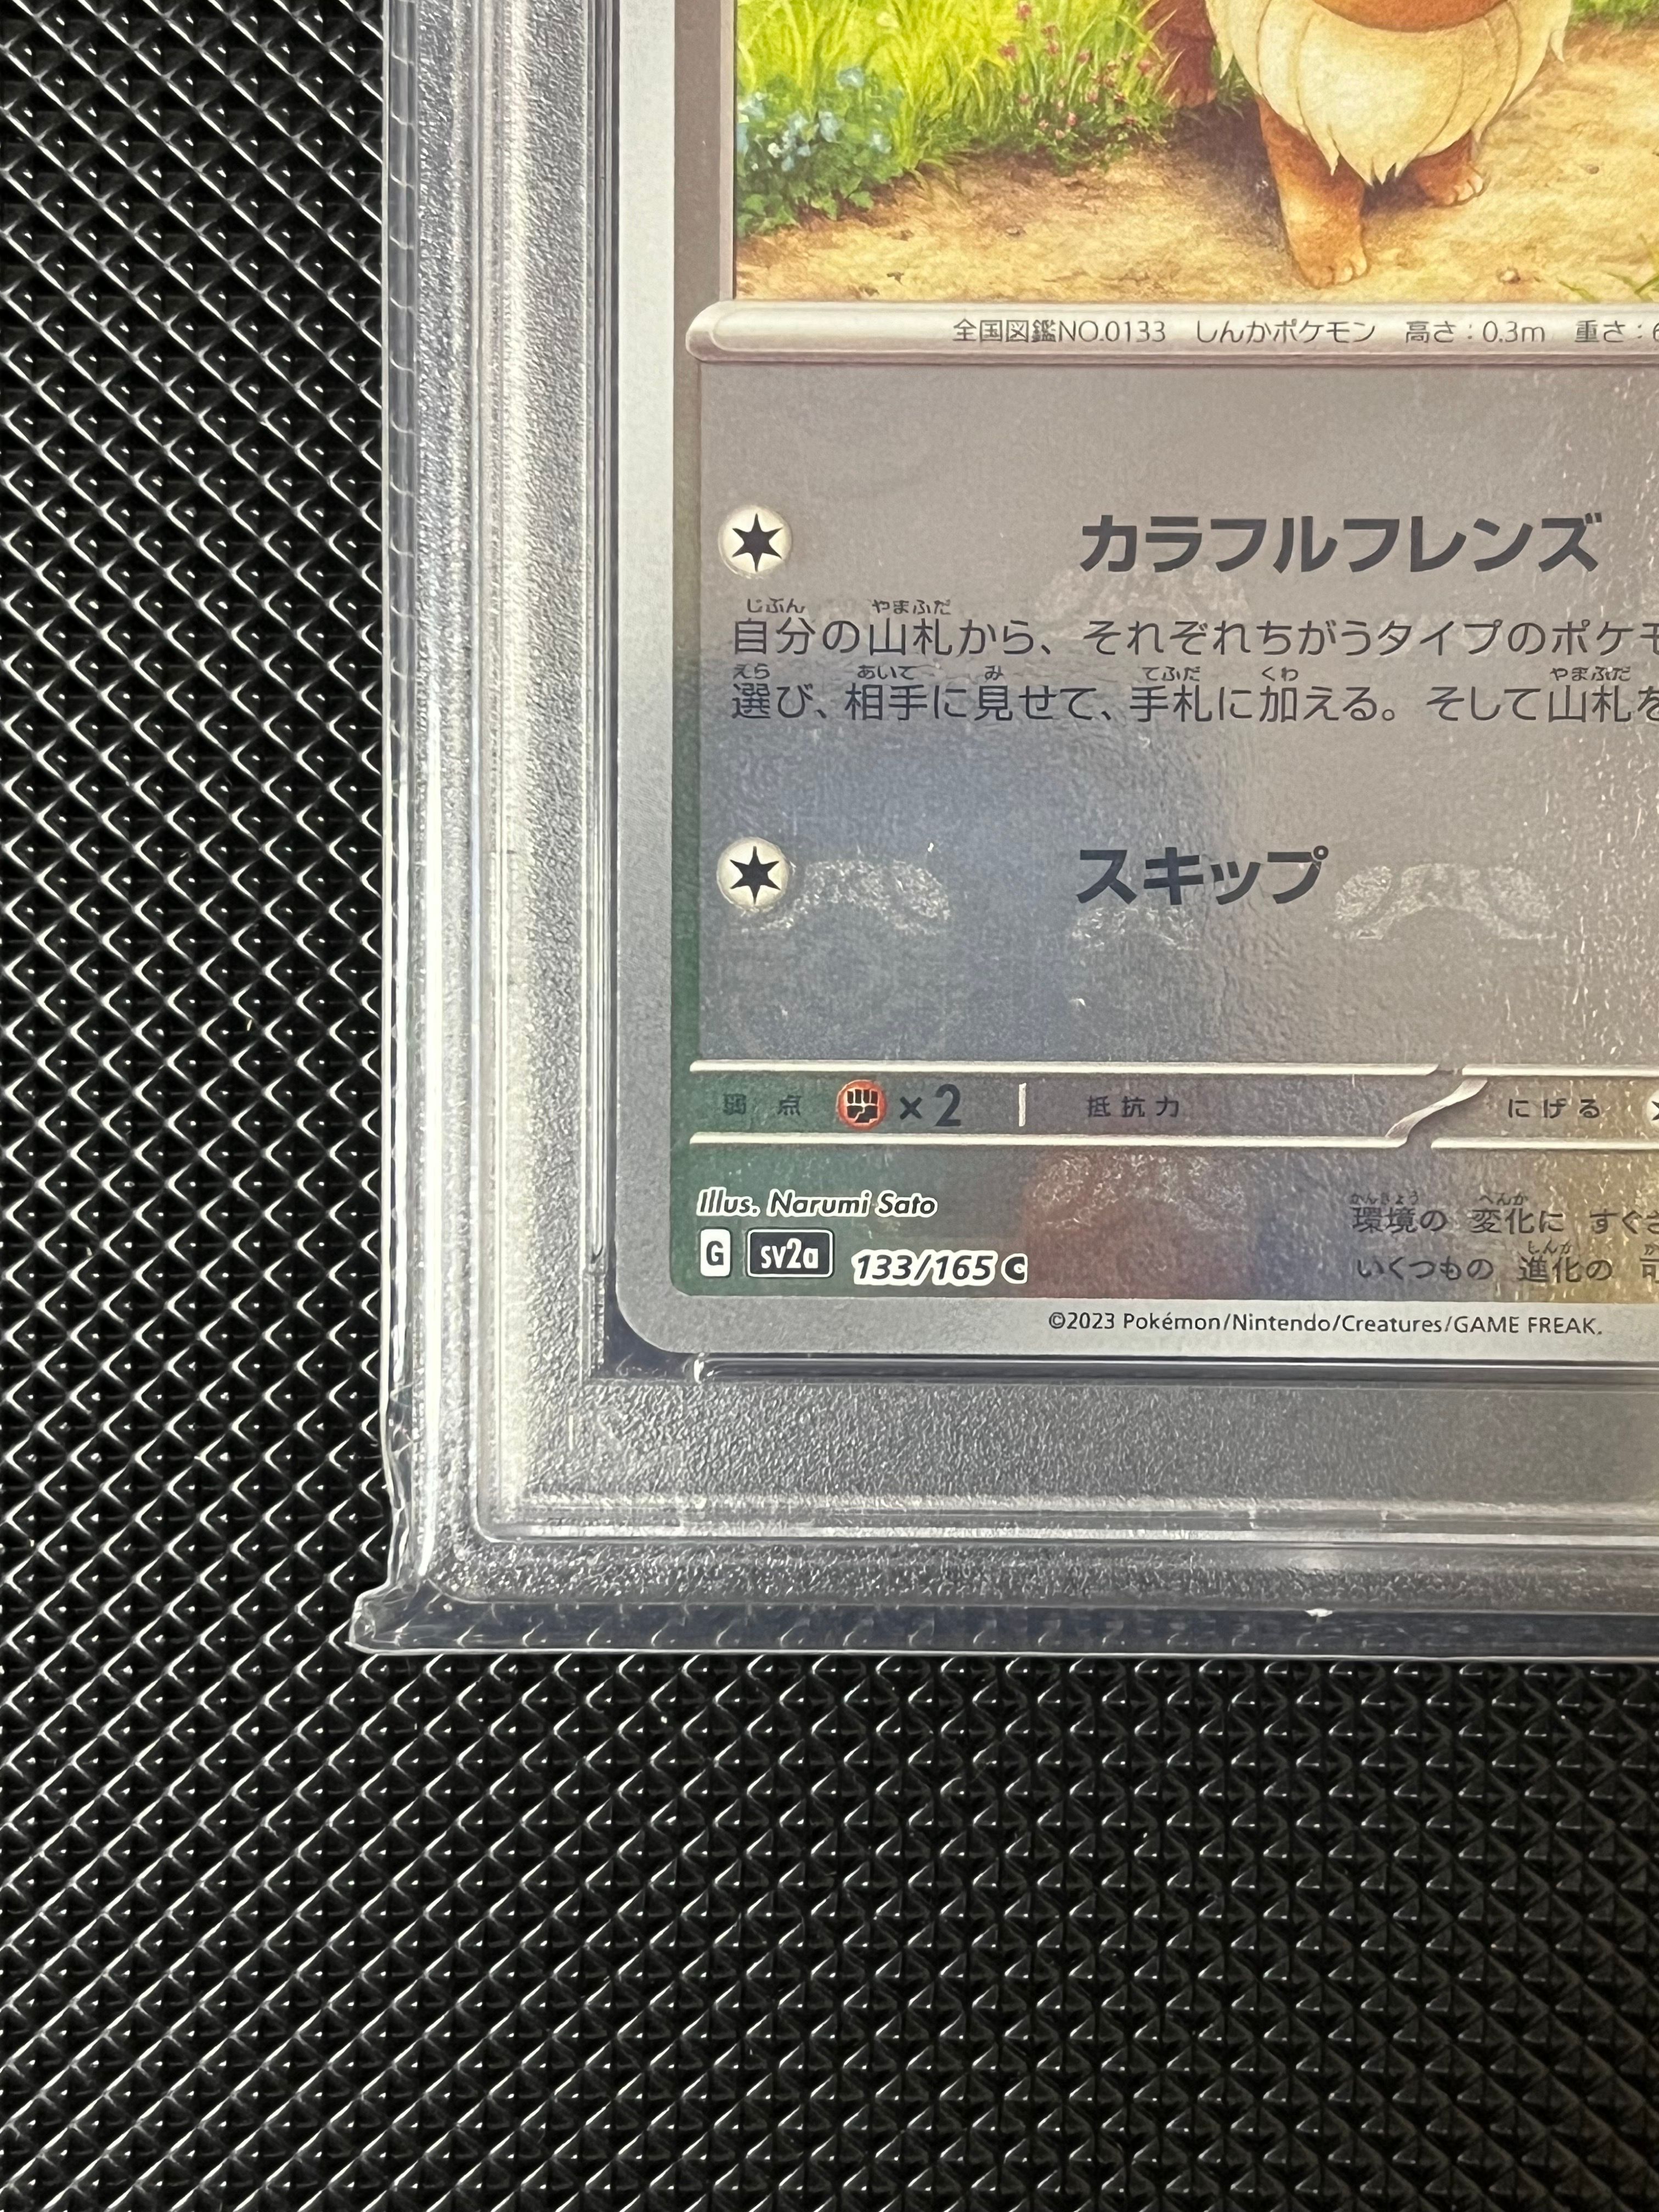 全国図鑑NO.0133 しんかポケモン 高さ：0.3m 重さ：6
カラフルフレンズ
じぶん やまふだ
自分の山札から、それぞれちがうタイプのポケモ
えら あいて み てふだ くわ やまふだ
選び、相手に見せて、手札に加える。そして山札を
スキップ
弱点 ×2 抵抗力 にげる
Illus. Narumi Sato
かんきょう へんか
環境の 変化に すぐさ
G sv2a 133/165 C
しんか
いくつもの 進化の 可
©2023 Pokémon/Nintendo/Creatures/GAME FREAK.